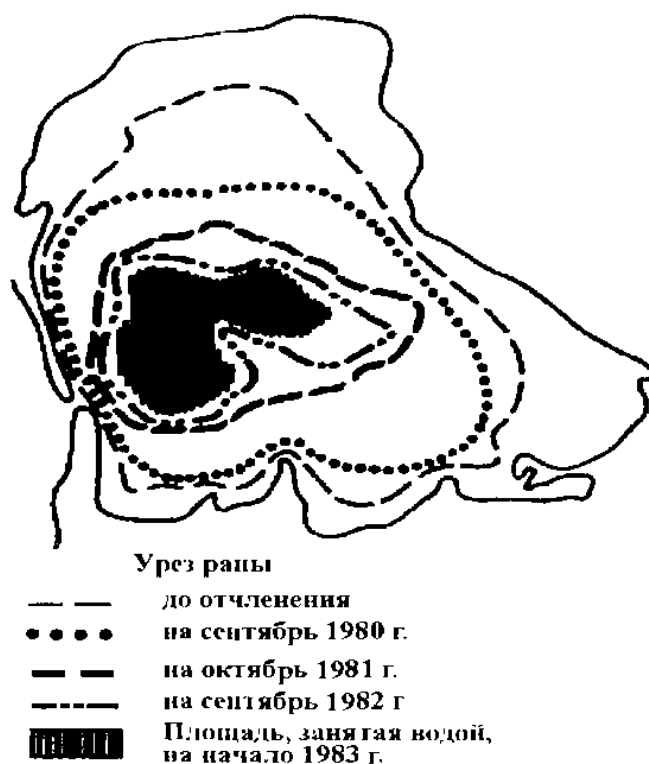 Урез рапы
до отчленения
на сентябрь 1980 г.
на октябрь 1981 г.
на сентябрь 1982 г
Площадь, занятая водой,
на начало 1983 г.